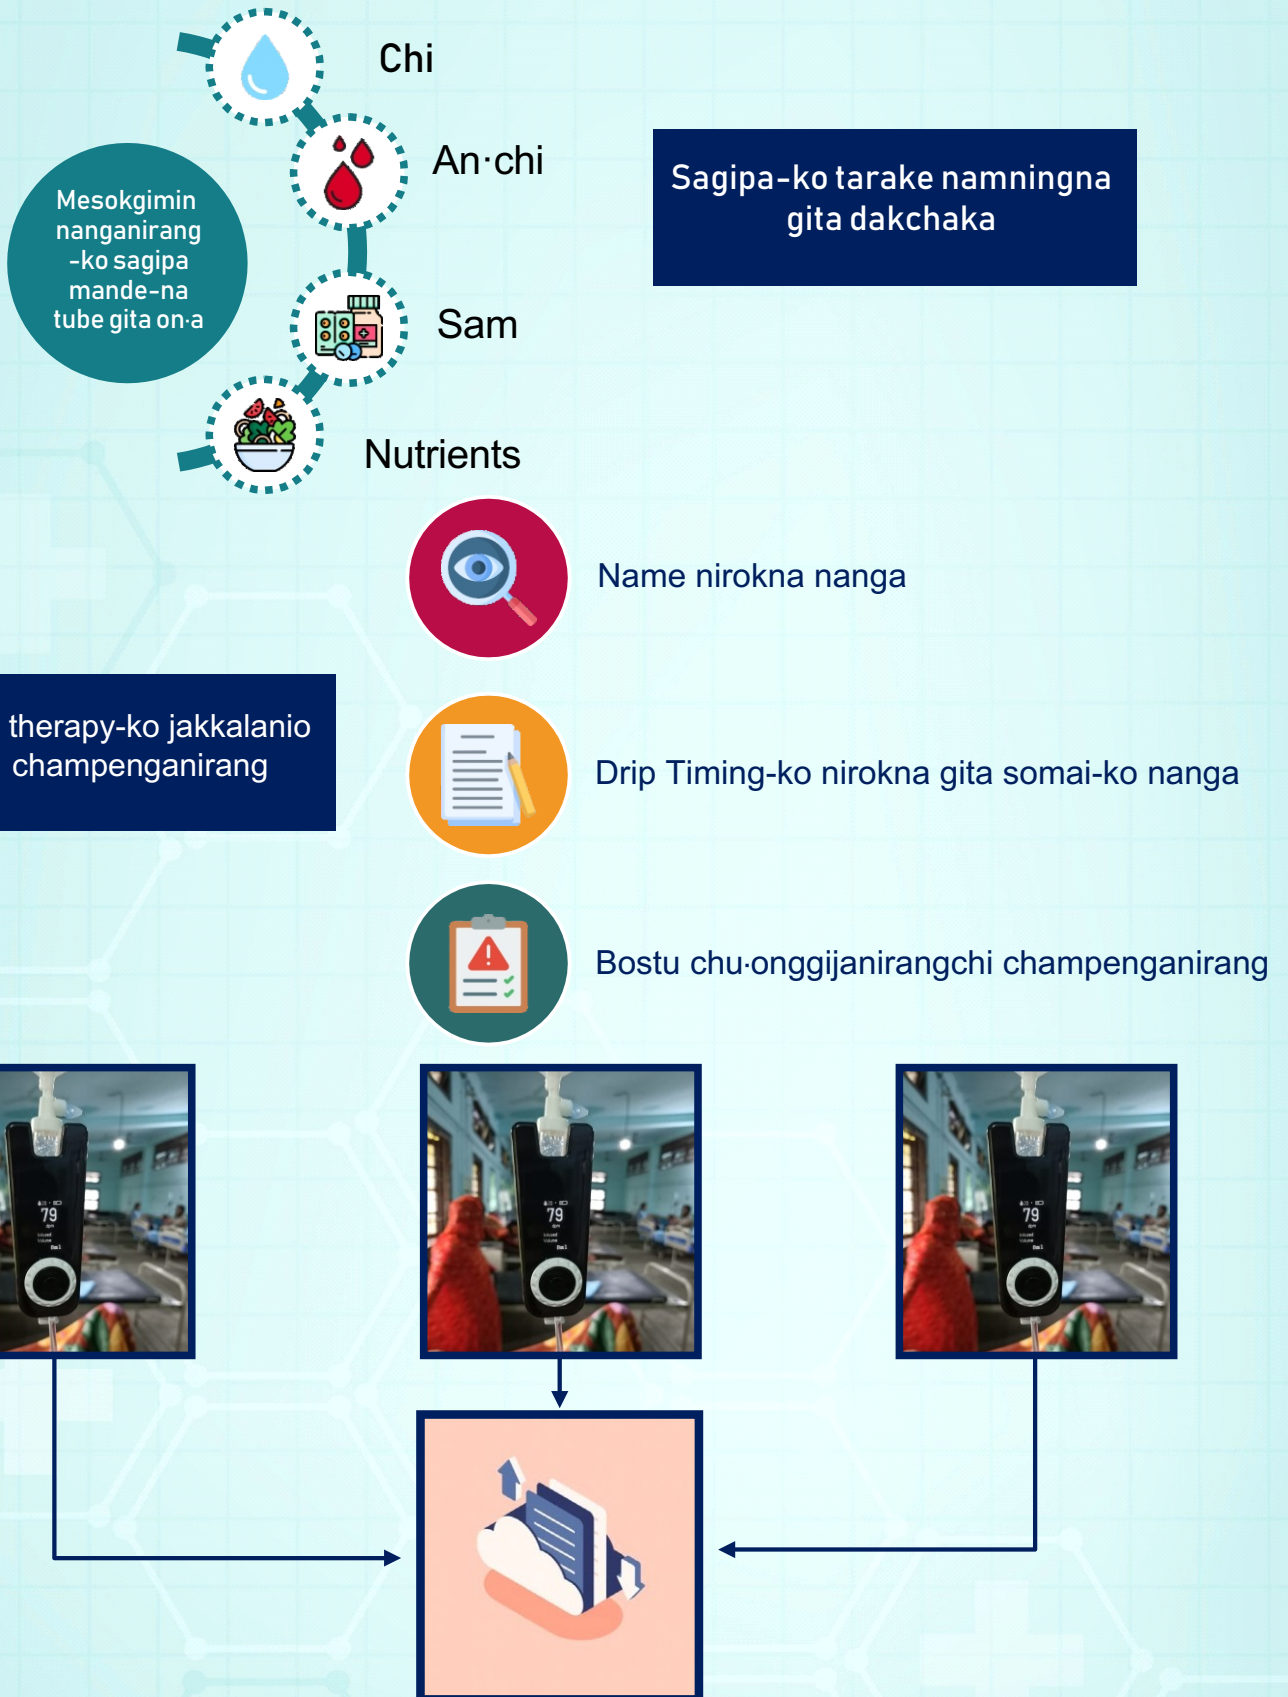 Chi
An·chi
Mesokgimin
nanganirang
-ko sagipa
mande-na
tube gita on·a
Sagipa-ko tarake namningna
gita dakchaka
Sam
Nutrients
Name nirokna nanga
therapy-ko jakkalanio
champenganirang
Drip Timing-ko nirokna gita somai-ko nanga
Bostu chu·onggijanirangchi champenganirang
79
79
79